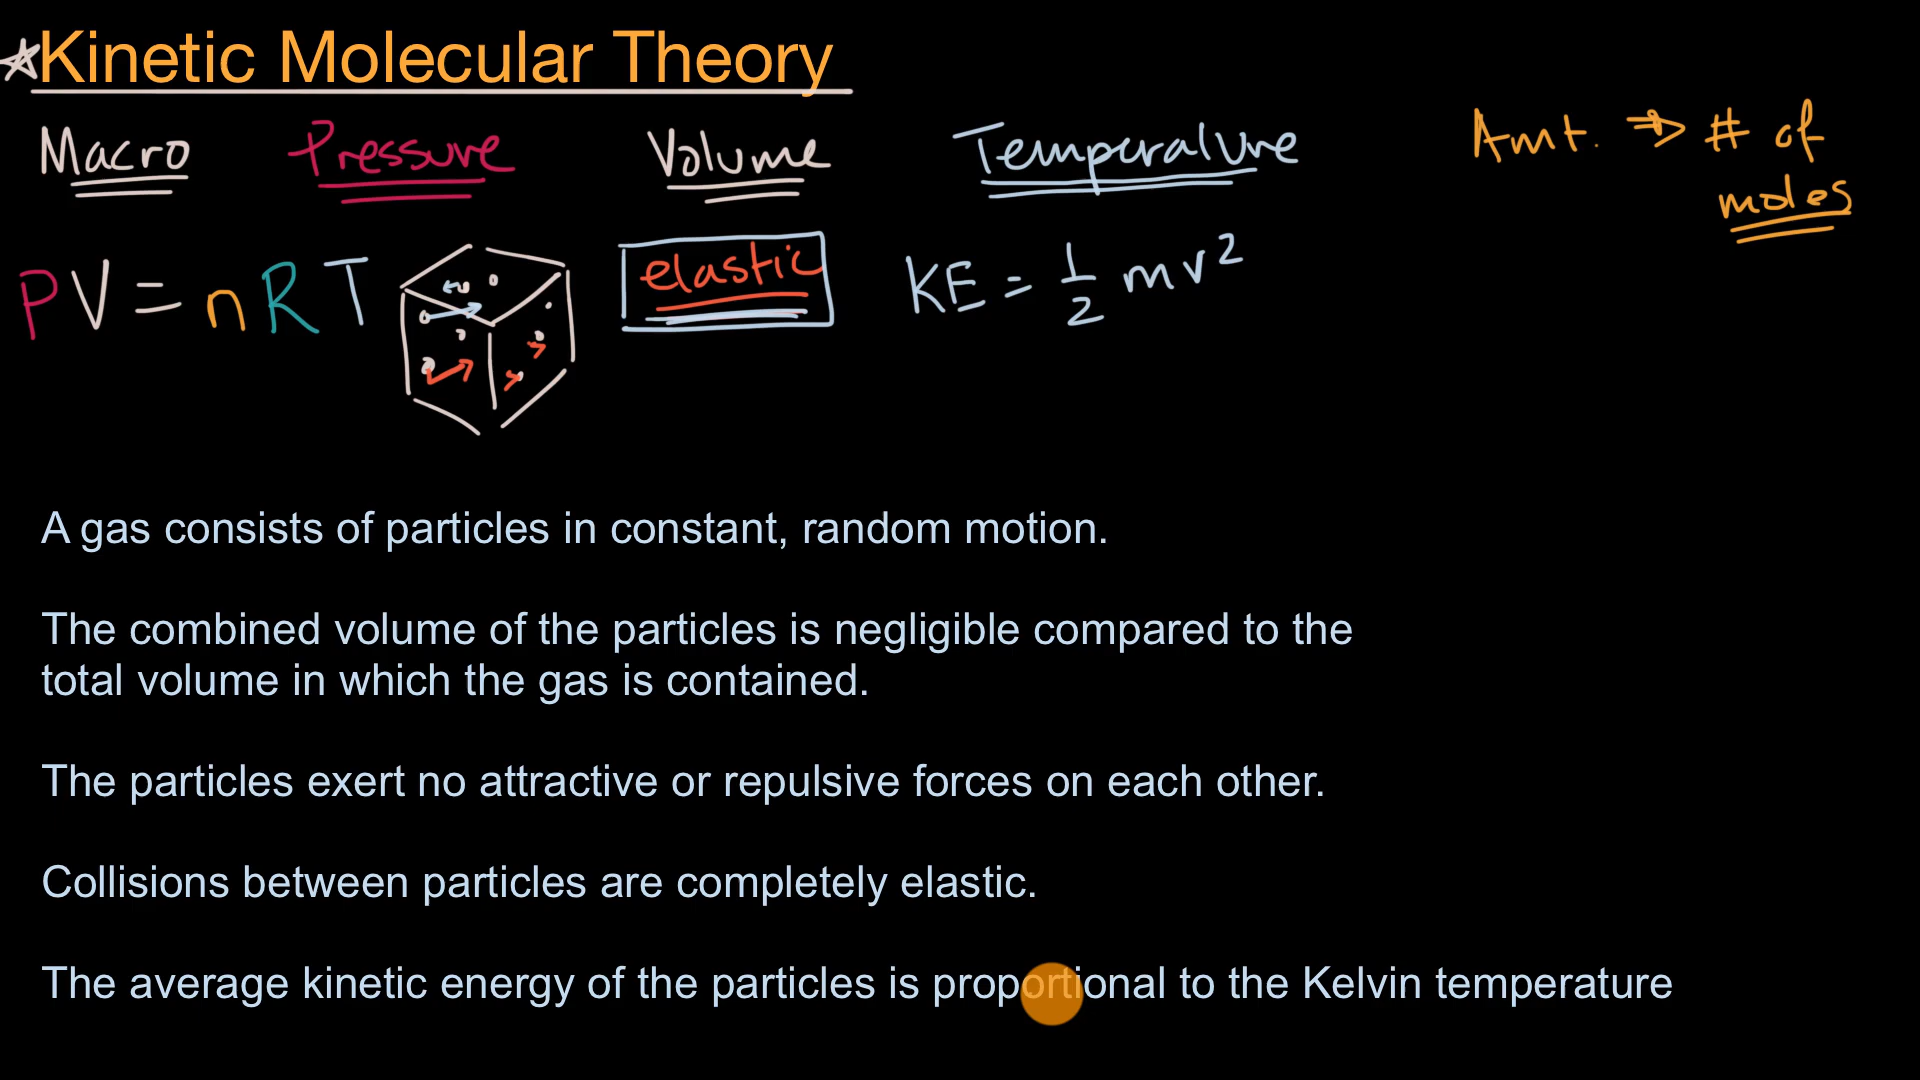 Kinetic Molecular Theory
Macro Pressure Volume Temperature Amt. ⇒ # of
moles
PV = nRT elastic KE = 1/2 mv²
A gas consists of particles in constant, random motion.
The combined volume of the particles is negligible compared to the
total volume in which the gas is contained.
The particles exert no attractive or repulsive forces on each other.
Collisions between particles are completely elastic.
The average kinetic energy of the particles is proportional to the Kelvin temperature